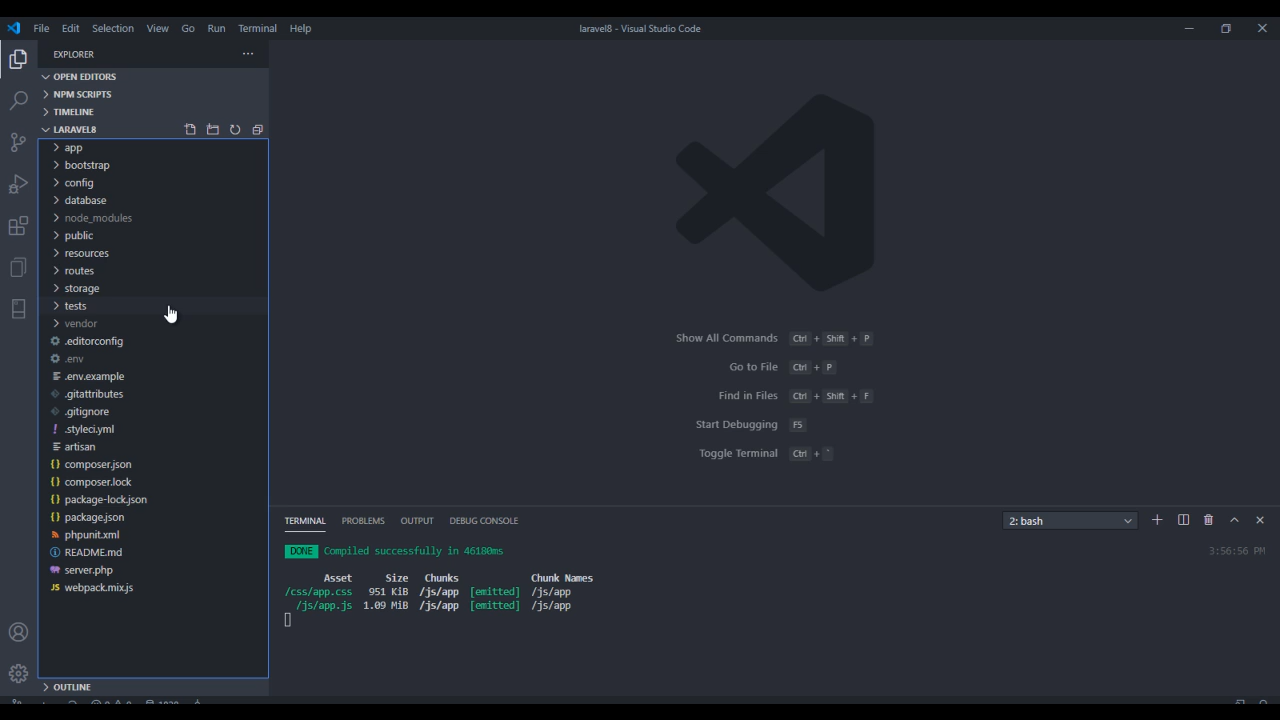 File Edit Selection View Go Run Terminal Help
laravel8 - Visual Studio Code
EXPLORER
OPEN EDITORS
NPM SCRIPTS
TIMELINE
LARAVEL8
app
bootstrap
config
database
node_modules
public
resources
routes
storage
tests
vendor
.editorconfig
.env
.env.example
.gitattributes
.gitignore
.styleci.yml
artisan
composer.json
composer.lock
package-lock.json
package.json
phpunit.xml
README.md
server.php
JS webpack.mix.js
OUTLINE
Show All Commands Ctrl + Shift + P
Go to File Ctrl + P
Find in Files Ctrl + Shift + F
Start Debugging F5
Toggle Terminal Ctrl + `
TERMINAL PROBLEMS OUTPUT DEBUG CONSOLE 2: bash
DONE Compiled successfully in 46180ms 3:56:56 PM
Asset Size Chunks Chunk Names
/css/app.css 951 KiB /js/app [emitted] /js/app
/js/app.js 1.09 MiB /js/app [emitted] /js/app